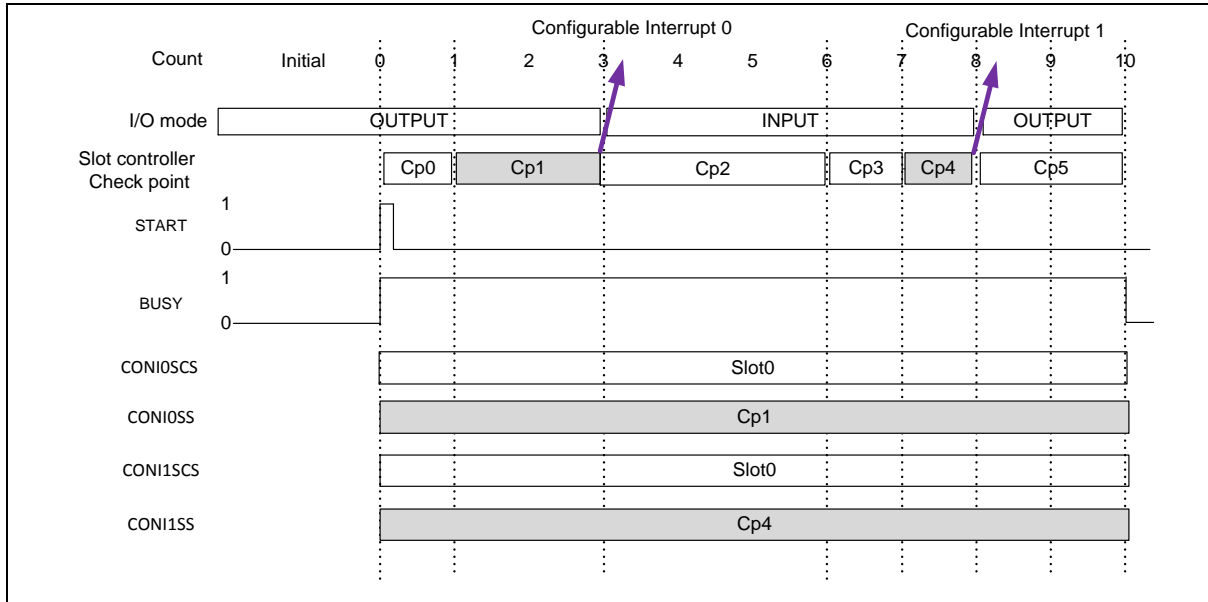 Configurable Interrupt 0
Configurable Interrupt 1
Count Initial 0 1 2 3 4 5 6 7 8 9 10
I/O mode OUTPUT INPUT OUTPUT
Slot controller
Check point
Cp0 Cp1 Cp2 Cp3 Cp4 Cp5
1
START
0
1
BUSY
0
CONI0SCS Slot0
CONI0SS Cp1
CONI1SCS Slot0
CONI1SS Cp4